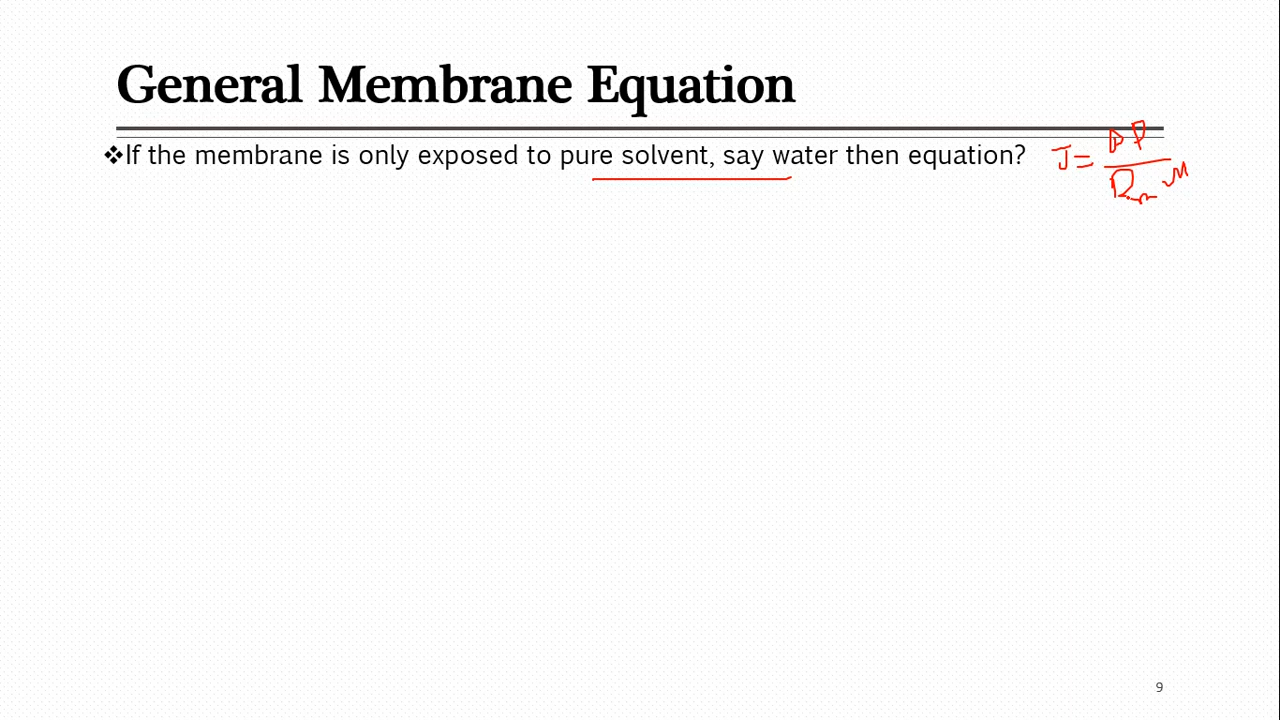 General Membrane Equation
❖If the membrane is only exposed to pure solvent, say water then equation? J = ΔP / Rm μ
9